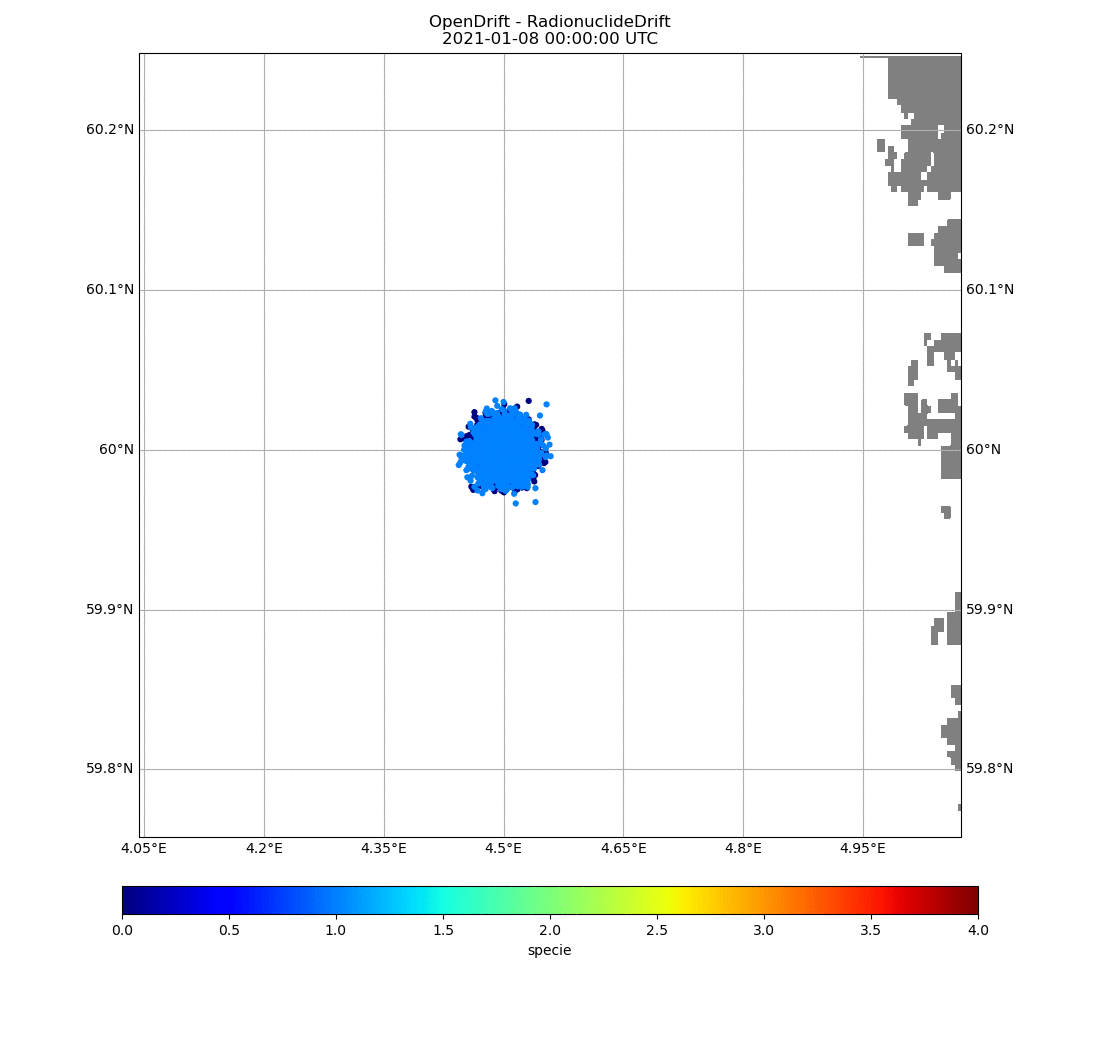 OpenDrift - RadionuclideDrift
2021-01-08 00:00:00 UTC
60.2°N 60.2°N
60.1°N 60.1°N
60°N 60°N
59.9°N 59.9°N
59.8°N 59.8°N
4.05°E 4.2°E 4.35°E 4.5°E 4.65°E 4.8°E 4.95°E
0.0 0.5 1.0 1.5 2.0 2.5 3.0 3.5 4.0
specie